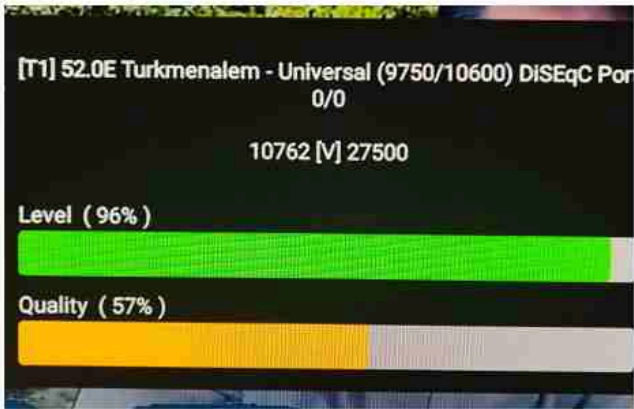 [T1] 52.0E Turkmenalem - Universal (9750/10600) DiSEqC Por
0/0
10762 [V] 27500
Level ( 96% )
Quality ( 57% )